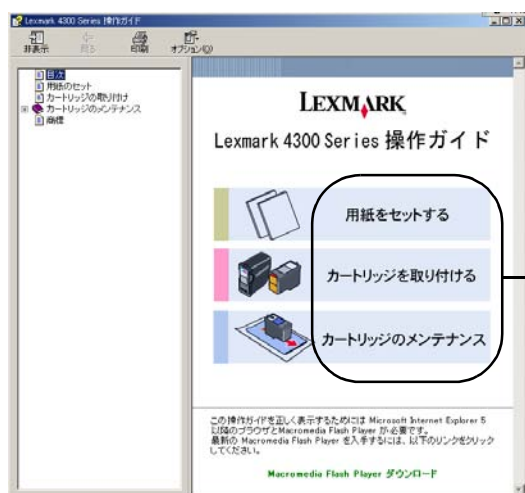 Lexmark 4300 Series 操作ガイド
非表示
戻る
印刷
オプション(O)
目次
用紙のセット
カートリッジの取り付け
カートリッジのメンテナンス
商標
LEXMARK
Lexmark 4300 Series 操作ガイド
用紙をセットする
カートリッジを取り付ける
カートリッジのメンテナンス
この操作ガイドを正しく表示するためには Microsoft Internet Explorer 5
以降のブラウザとMacromedia Flash Player が必要です。
最新の Macromedia Flash Player を入手するには、以下のリンクをクリック
してください。
Macromedia Flash Player ダウンロード